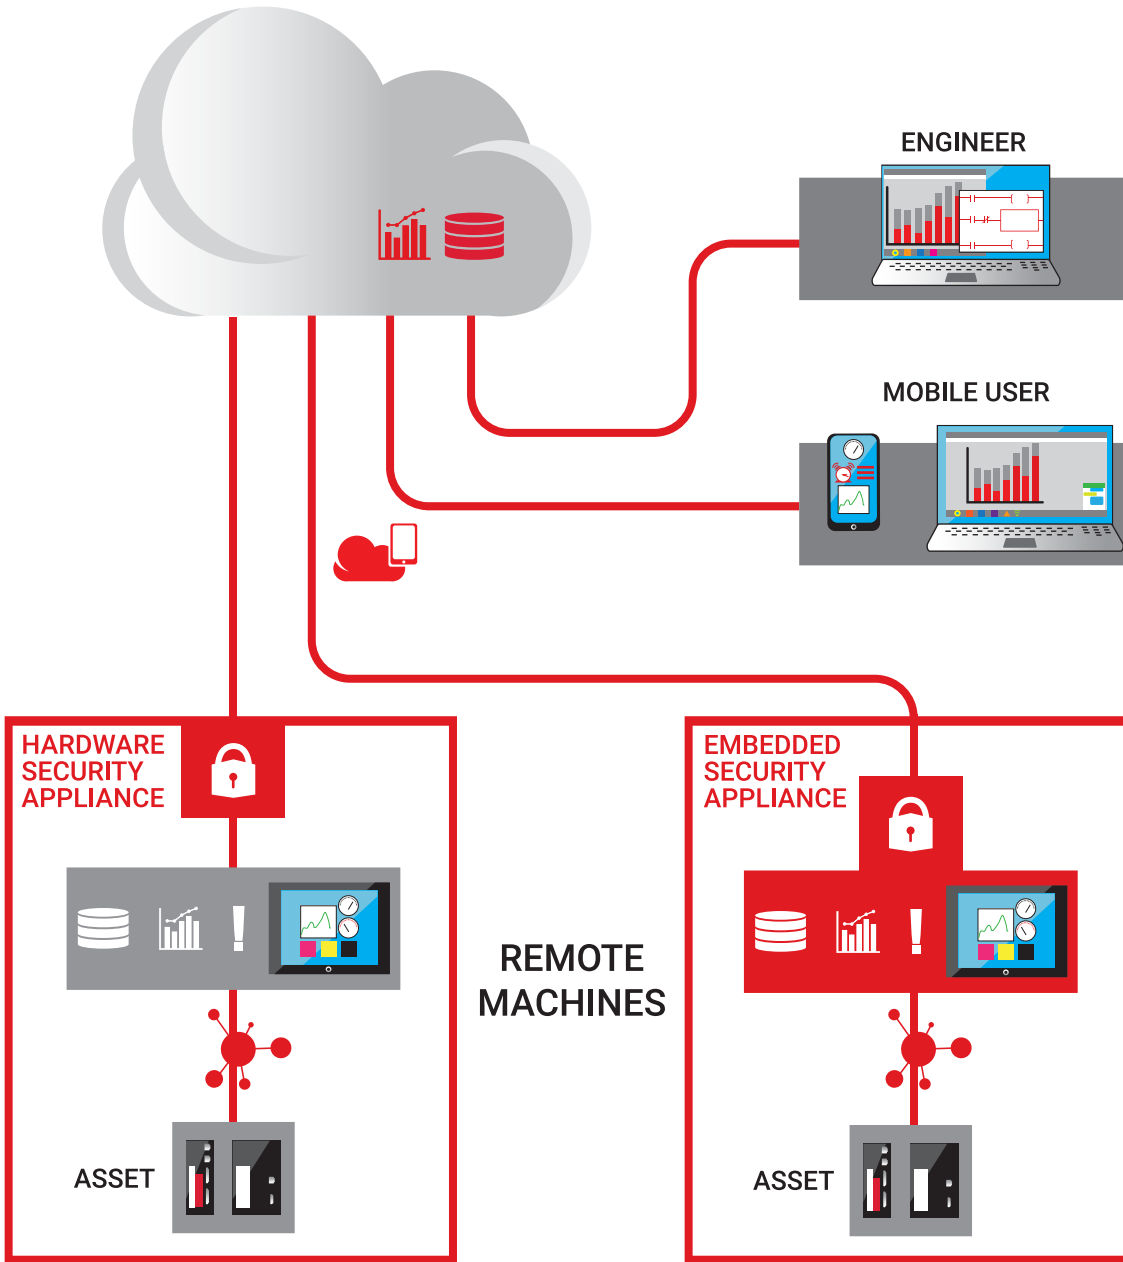 ENGINEER
MOBILE USER
HARDWARE
SECURITY
APPLIANCE
EMBEDDED
SECURITY
APPLIANCE
REMOTE
MACHINES
ASSET
ASSET